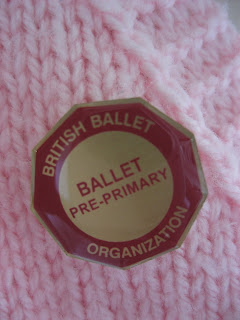 BRITISH BALLET
BALLET
PRE-PRIMARY
ORGANIZATION